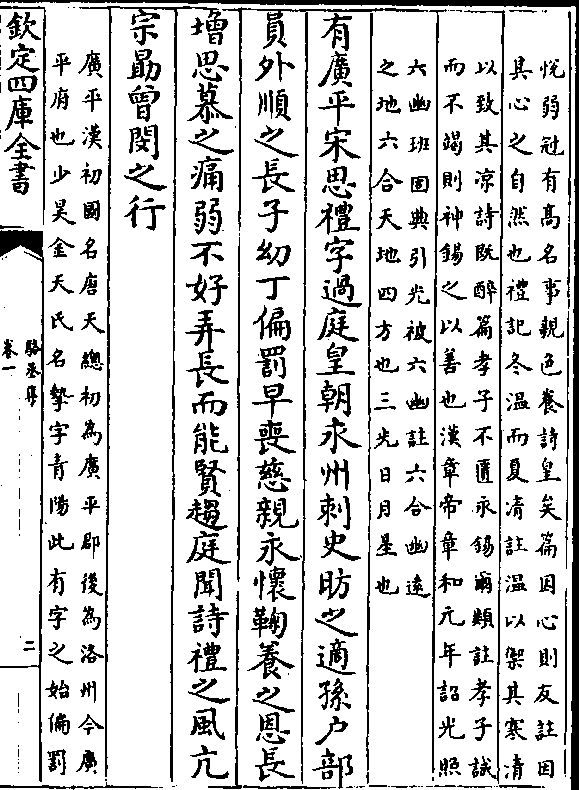 悅弱冠有髙名事親色養詩皇矣篇因心則友註因
其心之自然也禮記冬溫而夏凊註溫以禦其寒凊
以致其涼詩既醉篇孝子不匱永錫爾類註孝子誠
而不竭則神錫之以善也漢章帝章和元年詔光照
六幽班固典引光被六幽註六合幽逺
之地六合天地四方也三光日月星也
有廣平宋思禮字過庭皇朝永州刺史昉之適孫户部
員外順之長子幼丁偏罰早喪慈親永懷鞠養之恩長
增思慕之痛弱不好弄長而能賢趨庭聞詩禮之風亢
宗勗曾閔之行
廣平漢初國名唐天總初為廣平郡後為洺州今廣
平府也少昊金天氏名摯字青陽此有字之始偏罰
欽定四庫全書
駱丞集
卷一
二